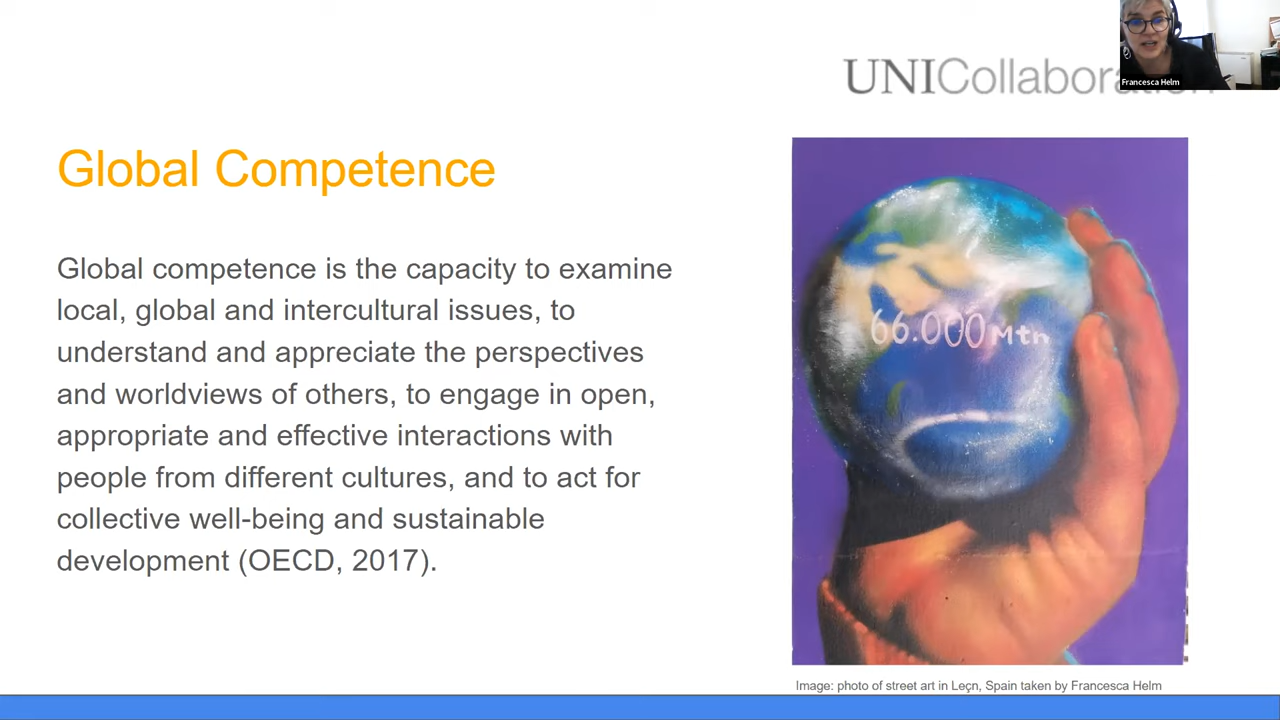 UNICollabora
Francesca Helm
Global Competence
Global competence is the capacity to examine
local, global and intercultural issues, to
understand and appreciate the perspectives
and worldviews of others, to engage in open,
appropriate and effective interactions with
people from different cultures, and to act for
collective well-being and sustainable
development (OECD, 2017).
66.000 Mtn
Image: photo of street art in Leçn, Spain taken by Francesca Helm